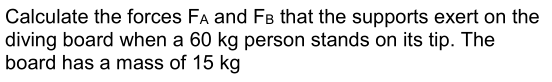 Calculate the forces FA and FB that the supports exert on the
diving board when a 60 kg person stands on its tip. The
board has a mass of 15 kg